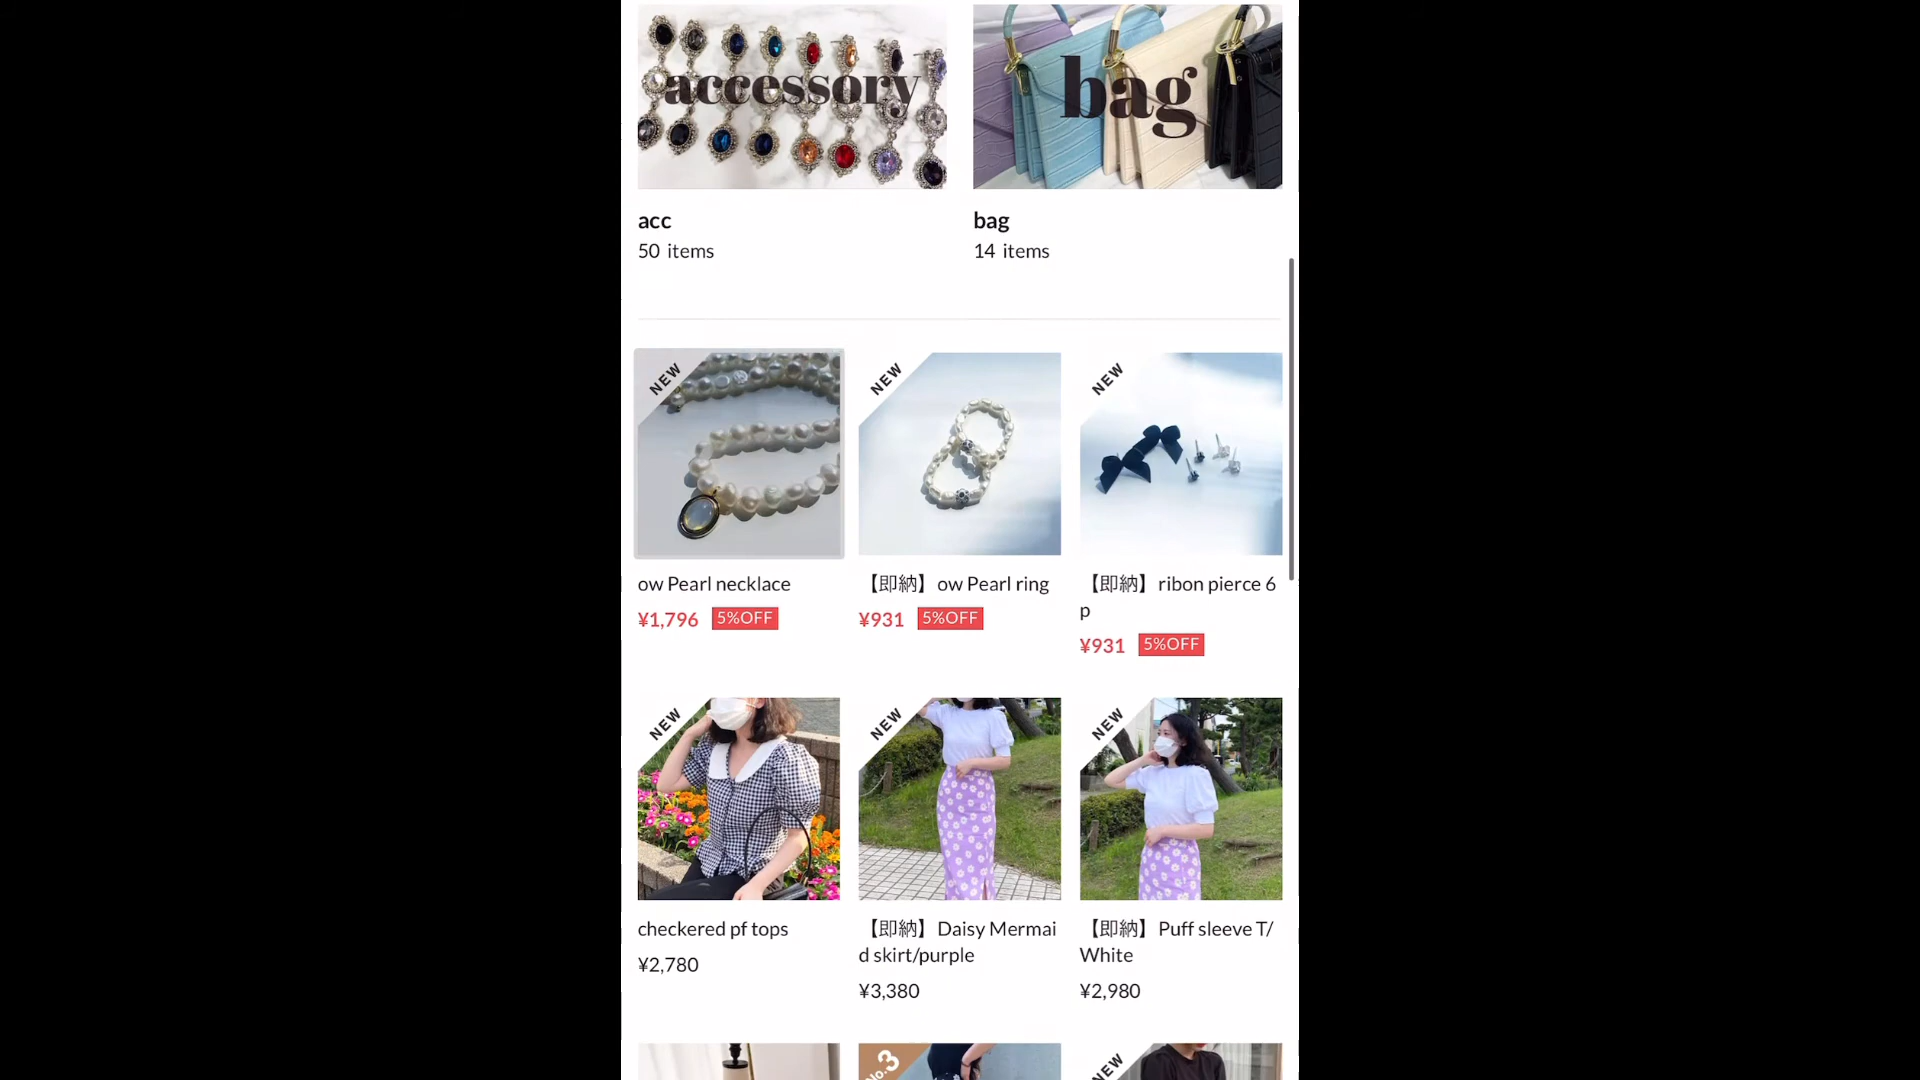 accessory
bag
acc
50 items
bag
14 items
NEW
NEW
NEW
ow Pearl necklace
¥1,796 5%OFF
【即納】ow Pearl ring
¥931 5%OFF
【即納】ribon pierce 6
p
¥931 5%OFF
NEW
NEW
NEW
checkered pf tops
¥2,780
【即納】Daisy Mermai
d skirt/purple
¥3,380
【即納】Puff sleeve T/
White
¥2,980
No.3
NEW